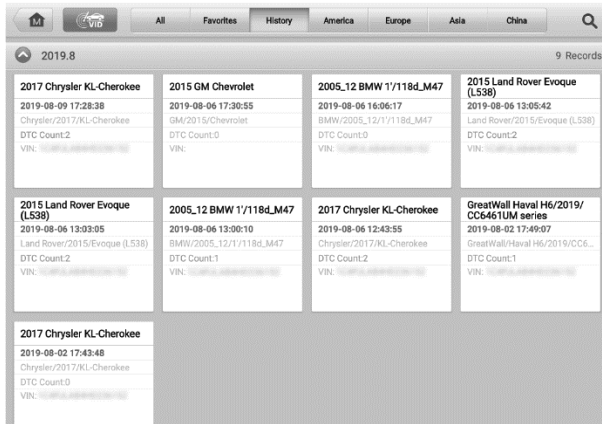 M
VID
All
Favorites
History
America
Europe
Asia
China
2019.8
9 Records
2017 Chrysler KL-Cherokee
2019-08-09 17:28:38
Chrysler/2017/KL-Cherokee
DTC Count:2
VIN:
2015 GM Chevrolet
2019-08-06 17:30:55
GM/2015/Chevrolet
DTC Count:0
VIN:
2005_12 BMW 1'/118d_M47
2019-08-06 16:06:17
BMW/2005_12/1'/118d_M47
DTC Count:0
VIN:
2015 Land Rover Evoque
(L538)
2019-08-06 13:05:42
Land Rover/2015/Evoque (L538)
DTC Count:2
VIN:
2015 Land Rover Evoque
(L538)
2019-08-06 13:03:05
Land Rover/2015/Evoque (L538)
DTC Count:2
VIN:
2005_12 BMW 1'/118d_M47
2019-08-06 13:00:10
BMW/2005_12/1'/118d_M47
DTC Count:1
VIN:
2017 Chrysler KL-Cherokee
2019-08-06 12:43:55
Chrysler/2017/KL-Cherokee
DTC Count:2
VIN:
GreatWall Haval H6/2019/
CC6461UM series
2019-08-02 17:49:07
GreatWall/Haval H6/2019/CC6...
DTC Count:1
VIN:
2017 Chrysler KL-Cherokee
2019-08-02 17:43:48
Chrysler/2017/KL-Cherokee
DTC Count:0
VIN: